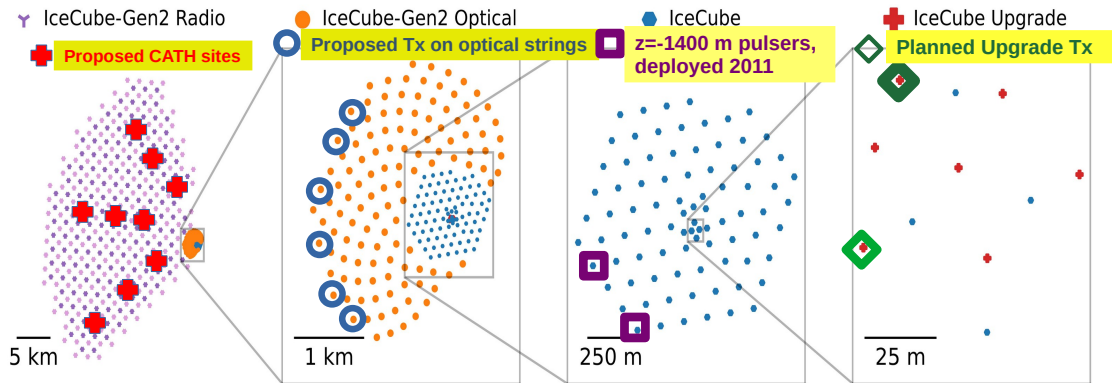 IceCube-Gen2 Radio
Proposed CATH sites
5 km
IceCube-Gen2 Optical
Proposed Tx on optical strings
1 km
IceCube
z=-1400 m pulsers,
deployed 2011
250 m
IceCube Upgrade
Planned Upgrade Tx
25 m